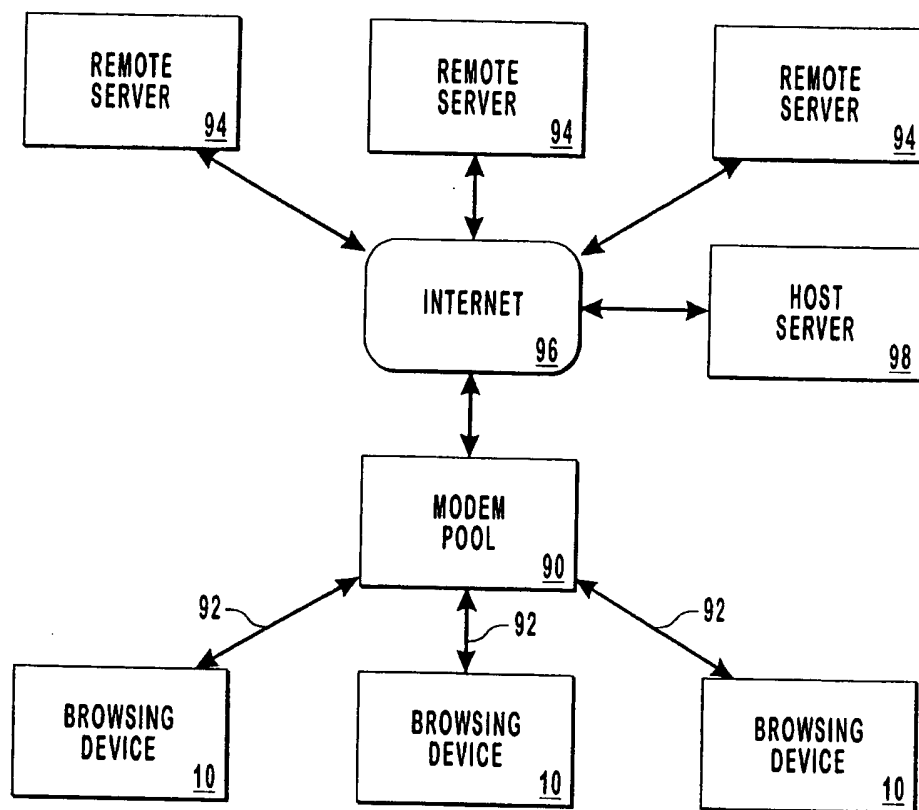 REMOTE
SERVER
94
REMOTE
SERVER
94
REMOTE
SERVER
94
INTERNET
96
HOST
SERVER
98
MODEM
POOL
90
92
92
92
BROWSING
DEVICE
10
BROWSING
DEVICE
10
BROWSING
DEVICE
10